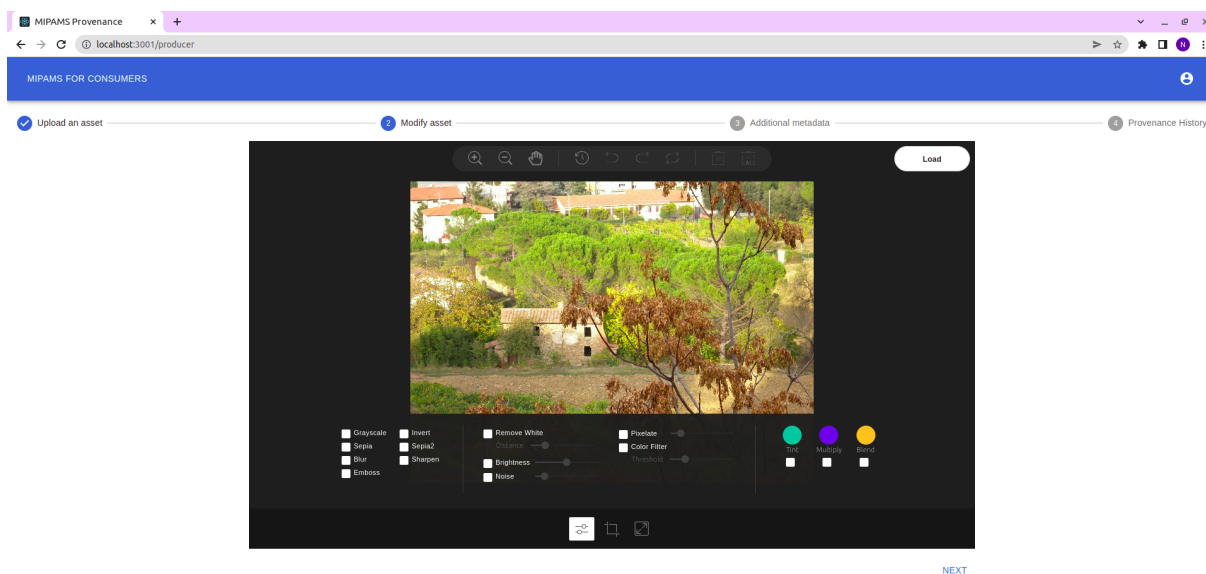 MIPAMS Provenance
localhost:3001/producer
N
MIPAMS FOR CONSUMERS
Upload an asset
2 Modify asset
3 Additional metadata
4 Provenance History
Load
Grayscale Invert
Sepia Sepia2
Blur Sharpen
Emboss
Remove White
Distance
Brightness
Noise
Pixelate
Color Filter
Threshold
Tint Multiply Blend
NEXT